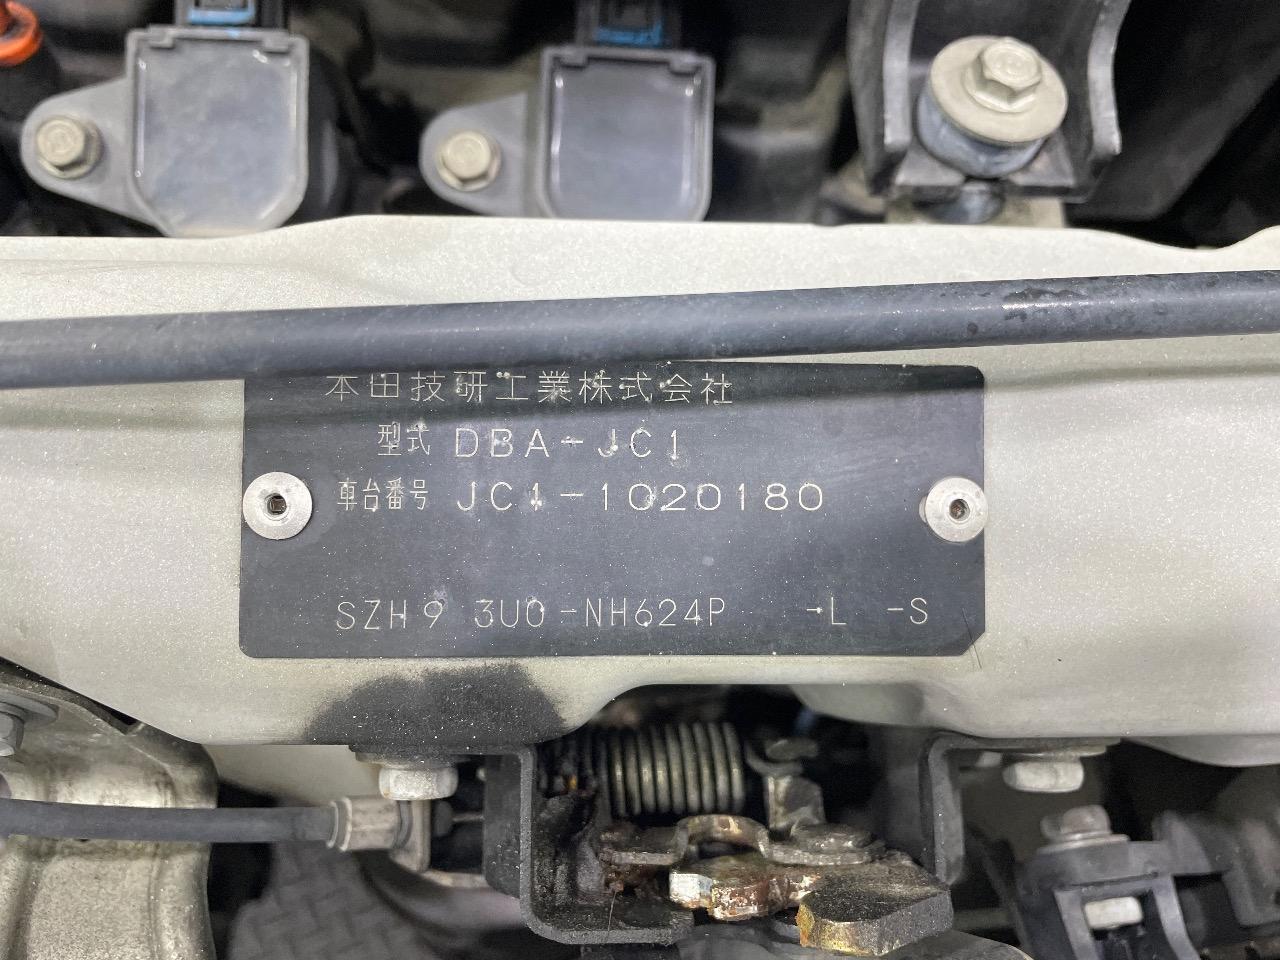 本田技研工業株式会社
型式 DBA-JC1
車台番号 JC1-1020180
SZH9 3U0-NH624P -L -S